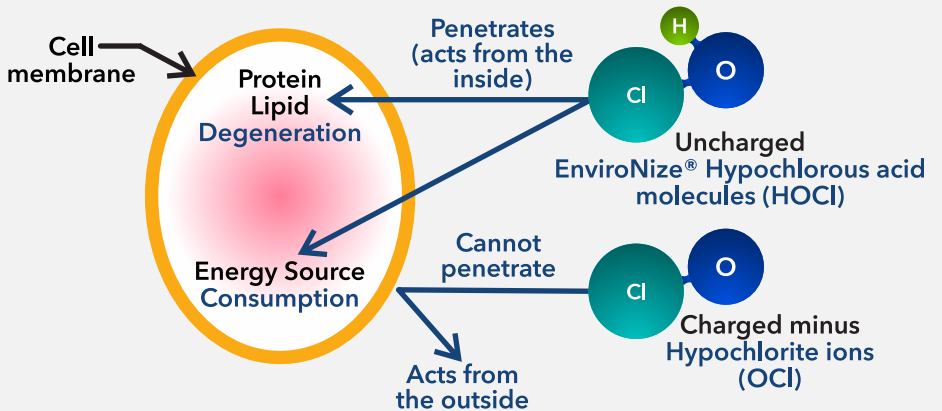 Cell
membrane
Protein
Lipid
Degeneration
Energy Source
Consumption
Penetrates
(acts from the
inside)
H
Cl
O
Uncharged
EnviroNize® Hypochlorous acid
molecules (HOCl)
Cannot
penetrate
Acts from
the outside
Cl
O
Charged minus
Hypochlorite ions
(OCl)